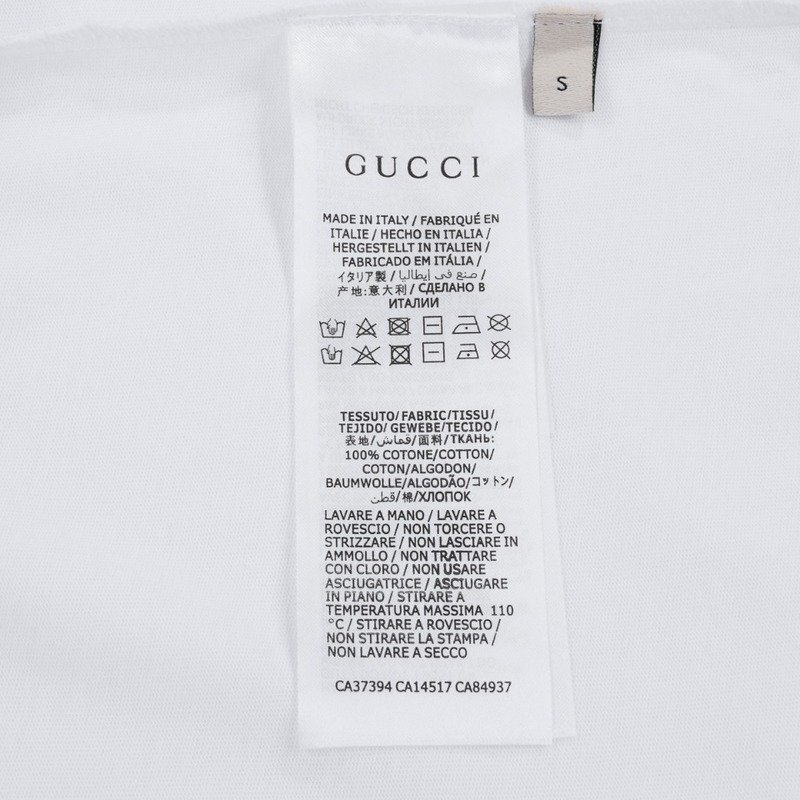 S
GUCCI
MADE IN ITALY / FABRIQUÉ EN
ITALIE / HECHO EN ITALIA /
HERGESTELLT IN ITALIEN /
FABRICADO EM ITÁLIA /
イタリア製 / صنع في إيطاليا /
产地:意大利 / СДЕЛАНО В
ИТАЛИИ
TESSUTO/FABRIC/TISSU/
TEJIDO/ GEWEBE/TECIDO/
表地/قماش/面料/ТКАНЬ:
100% COTONE/COTTON/
COTON/ALGODON/
BAUMWOLLE/ALGODÃO/コットン/
قطن/棉/ХЛОПОК
LAVARE A MANO / LAVARE A
ROVESCIO / NON TORCERE O
STRIZZARE / NON LASCIARE IN
AMMOLLO / NON TRATTARE
CON CLORO / NON USARE
ASCIUGATRICE / ASCIUGARE
IN PIANO / STIRARE A
TEMPERATURA MASSIMA 110
°C / STIRARE A ROVESCIO /
NON STIRARE LA STAMPA /
NON LAVARE A SECCO
CA37394 CA14517 CA84937